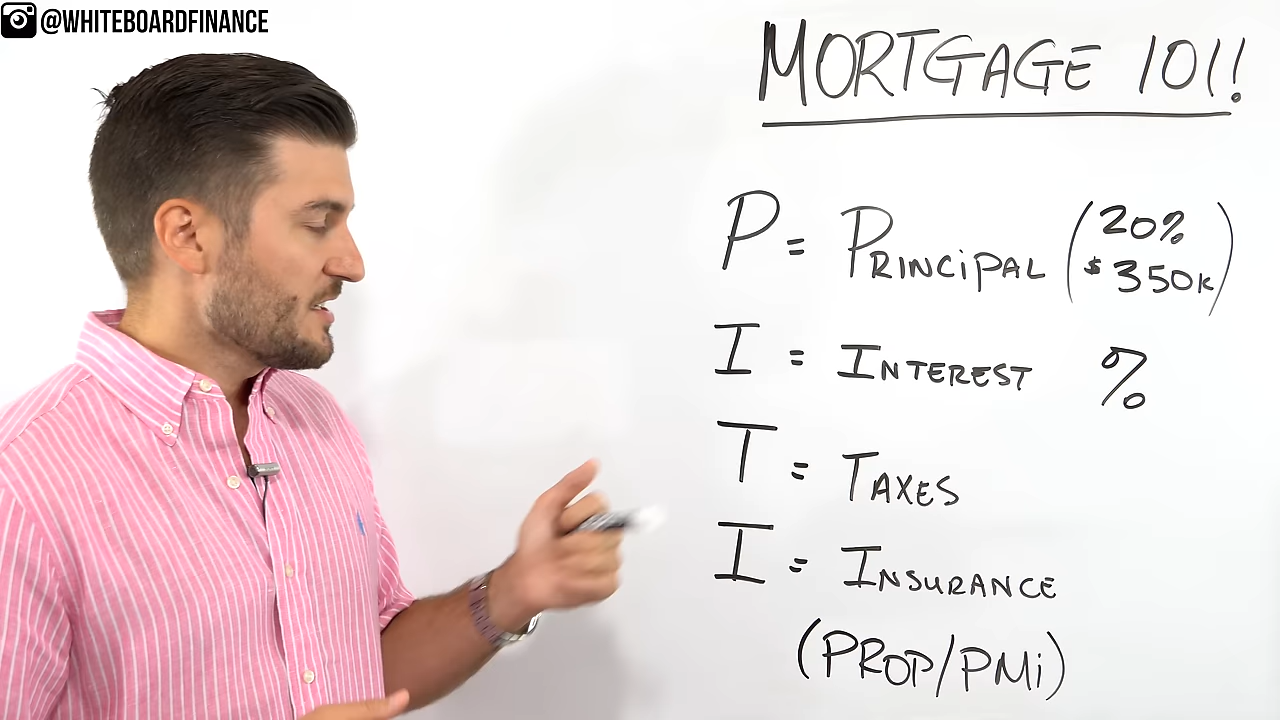 @WHITEBOARDFINANCE
MORTGAGE 101!
P = PRINCIPAL (20% $350K)
I = INTEREST %
T = TAXES
I = INSURANCE
(PROP/PMi)